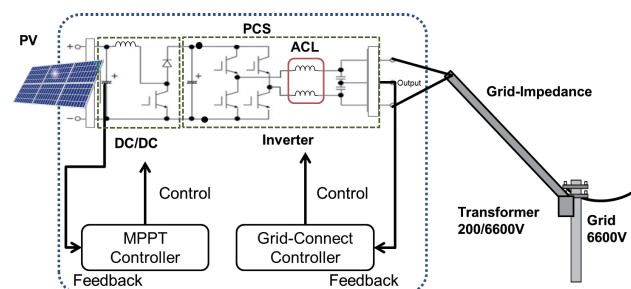 PCS
PV
ACL
Output
Grid-Impedance
DC/DC
Inverter
Control
Control
MPPT
Controller
Grid-Connect
Controller
Feedback
Feedback
Transformer
200/6600V
Grid
6600V